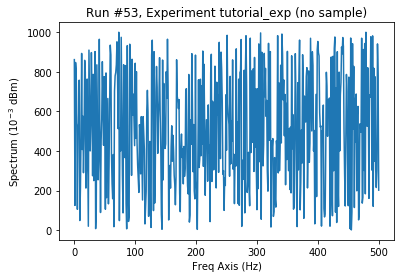 Run #53, Experiment tutorial_exp (no sample)
1000
800
600
400
200
0
Spectrum (10⁻³ dBm)
0 100 200 300 400 500
Freq Axis (Hz)